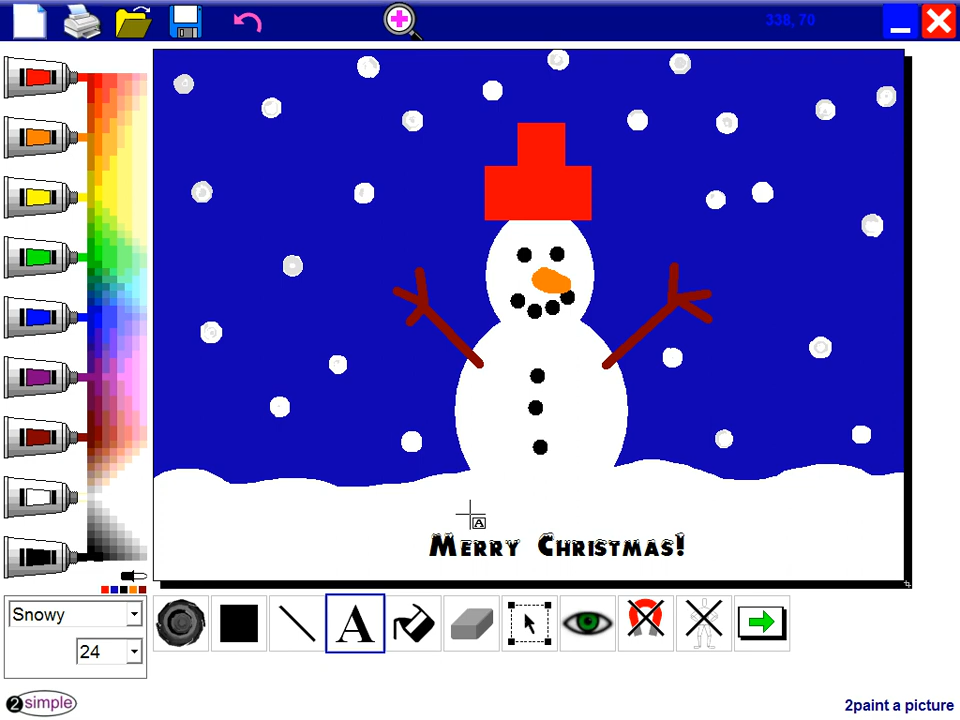 338, 70
A
Merry Christmas!
Snowy
A
24
2simple
2paint a picture